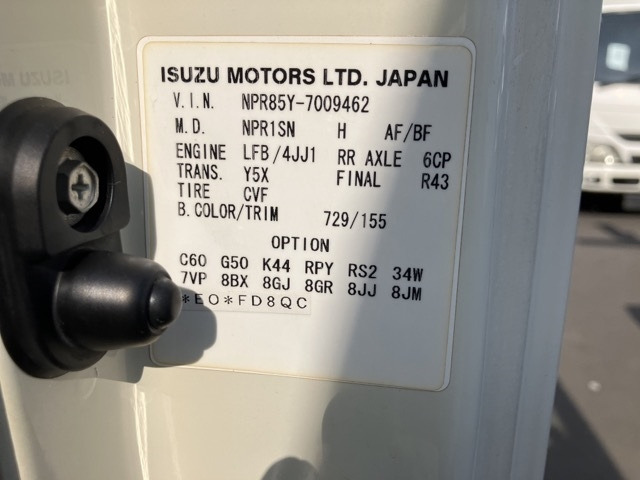 ISUZU MOTORS LTD. JAPAN
V.I.N. NPR85Y-7009462
M.D. NPR1SN H AF/BF
ENGINE LFB/4JJ1 RR AXLE 6CP
TRANS. Y5X FINAL R43
TIRE CVF
B.COLOR/TRIM 729/155
OPTION
C60 G50 K44 RPY RS2 34W
7VP 8BX 8GJ 8GR 8JJ 8JM
*EO*FD8QC